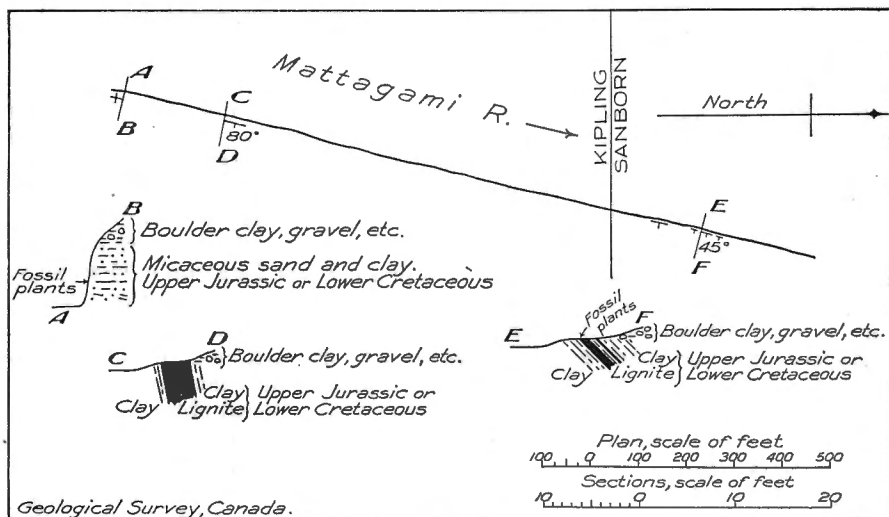 A
B
C
80°
D
Mattagami R.
KIPLING
SANBORN
North
E
45°
F
B
Boulder clay, gravel, etc.
Fossil plants
Micaceous sand and clay.
Upper Jurassic or Lower Cretaceous
A
C
D
Boulder clay, gravel, etc.
Clay
Lignite
Clay
Upper Jurassic or
Lower Cretaceous
E
Fossil plants
F
Boulder clay, gravel, etc.
Clay
Lignite
Clay
Upper Jurassic or
Lower Cretaceous
Plan, scale of feet
100 0 100 200 300 400 500
Sections, scale of feet
10 0 10 20
Geological Survey, Canada.